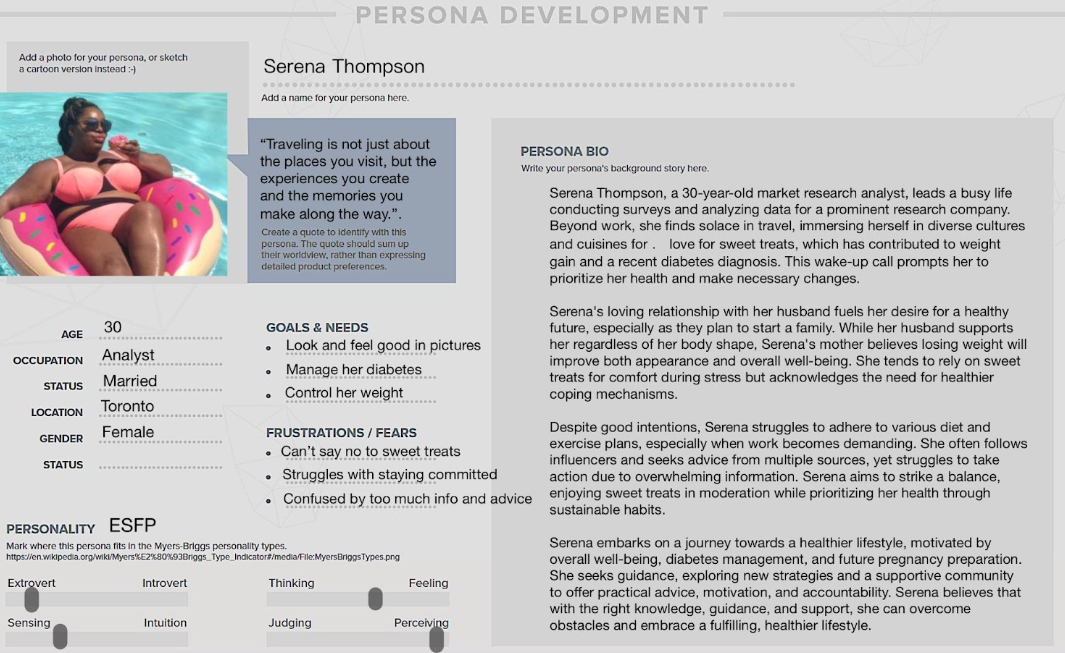 PERSONA DEVELOPMENT
Add a photo for your persona, or sketch
a cartoon version instead :-)
Serena Thompson
Add a name for your persona here.
“Traveling is not just about
the places you visit, but the
experiences you create
and the memories you
make along the way.”.
Create a quote to identify with this
persona. The quote should sum up
their worldview, rather than expressing
detailed product preferences.
AGE 30
OCCUPATION Analyst
STATUS Married
LOCATION Toronto
GENDER Female
STATUS
GOALS & NEEDS
• Look and feel good in pictures
• Manage her diabetes
• Control her weight
FRUSTRATIONS / FEARS
• Can’t say no to sweet treats
• Struggles with staying committed
• Confused by too much info and advice
PERSONALITY ESFP
Mark where this persona fits in the Myers-Briggs personality types.
https://en.wikipedia.org/wiki/Myers%E2%80%93Briggs_Type_Indicator#/media/File:MyersBriggsTypes.png
Extrovert Introvert
Thinking Feeling
Sensing Intuition
Judging Perceiving
PERSONA BIO
Write your persona's background story here.
Serena Thompson, a 30-year-old market research analyst, leads a busy life
conducting surveys and analyzing data for a prominent research company.
Beyond work, she finds solace in travel, immersing herself in diverse cultures
and cuisines for . love for sweet treats, which has contributed to weight
gain and a recent diabetes diagnosis. This wake-up call prompts her to
prioritize her health and make necessary changes.
Serena's loving relationship with her husband fuels her desire for a healthy
future, especially as they plan to start a family. While her husband supports
her regardless of her body shape, Serena's mother believes losing weight will
improve both appearance and overall well-being. She tends to rely on sweet
treats for comfort during stress but acknowledges the need for healthier
coping mechanisms.
Despite good intentions, Serena struggles to adhere to various diet and
exercise plans, especially when work becomes demanding. She often follows
influencers and seeks advice from multiple sources, yet struggles to take
action due to overwhelming information. Serena aims to strike a balance,
enjoying sweet treats in moderation while prioritizing her health through
sustainable habits.
Serena embarks on a journey towards a healthier lifestyle, motivated by
overall well-being, diabetes management, and future pregnancy preparation.
She seeks guidance, exploring new strategies and a supportive community
to offer practical advice, motivation, and accountability. Serena believes that
with the right knowledge, guidance, and support, she can overcome
obstacles and embrace a fulfilling, healthier lifestyle.